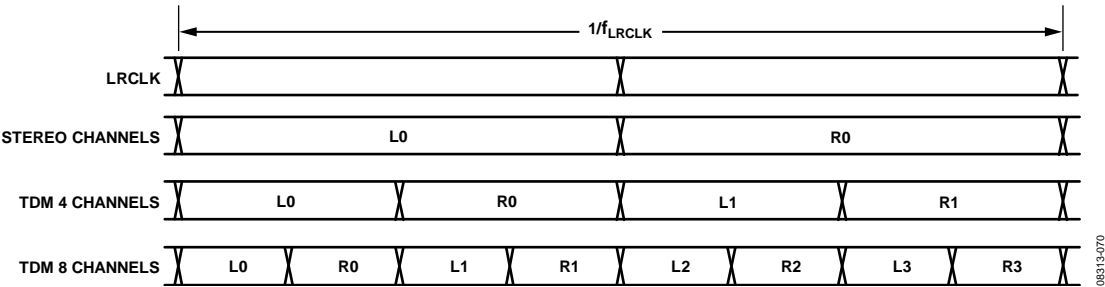 1/fLRCLK
LRCLK
STEREO CHANNELS L0 R0
TDM 4 CHANNELS L0 R0 L1 R1
TDM 8 CHANNELS L0 R0 L1 R1 L2 R2 L3 R3
08313-070